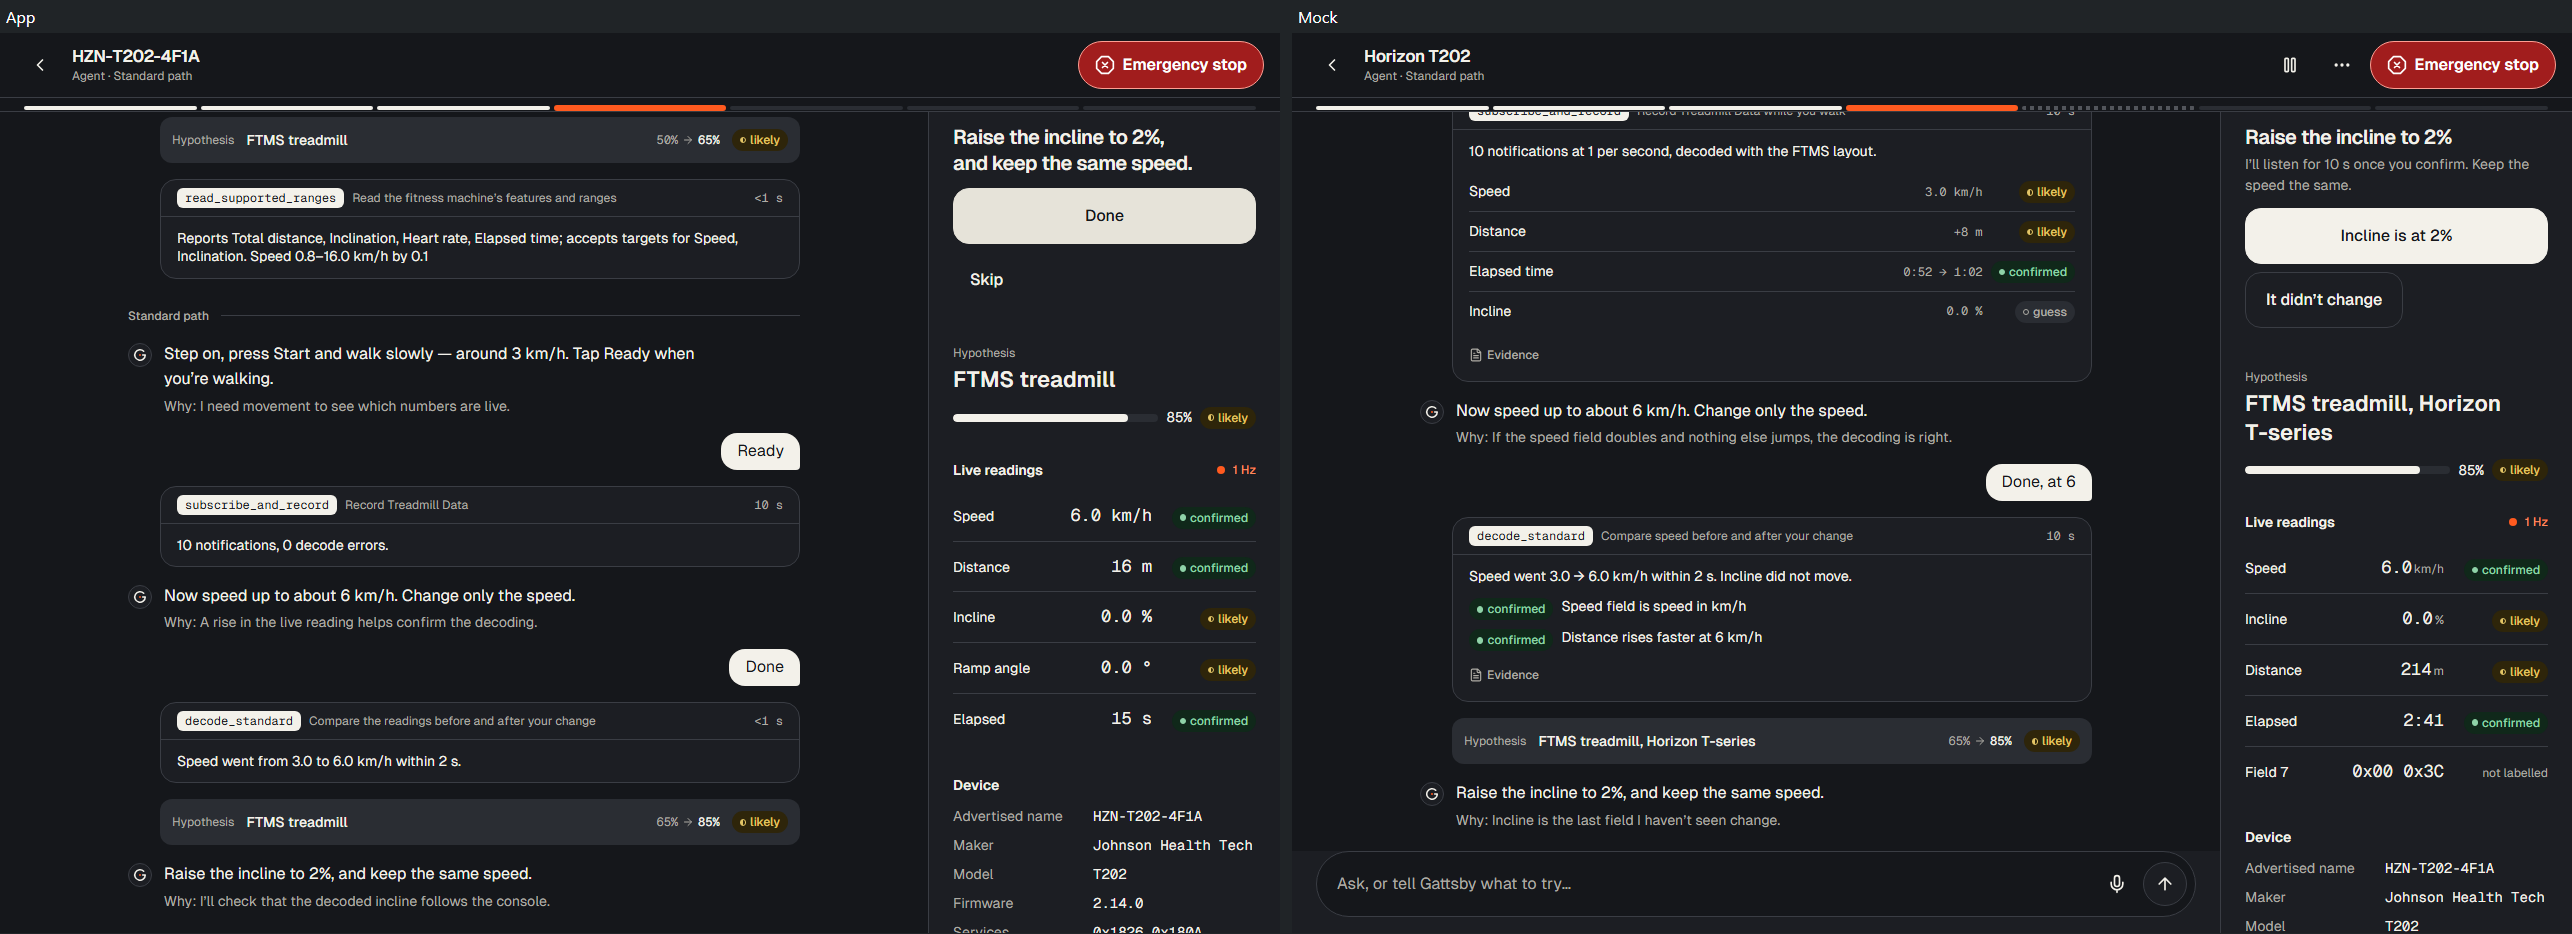 App
HZN-T202-4F1A
Agent · Standard path
Emergency stop
Hypothesis FTMS treadmill 50% → 65% likely
read_supported_ranges Read the fitness machine's features and ranges <1 s
Reports Total distance, Inclination, Heart rate, Elapsed time; accepts targets for Speed,
Inclination. Speed 0.8–16.0 km/h by 0.1
Standard path
Step on, press Start and walk slowly — around 3 km/h. Tap Ready when
you're walking.
Why: I need movement to see which numbers are live.
Ready
subscribe_and_record Record Treadmill Data 10 s
10 notifications, 0 decode errors.
Now speed up to about 6 km/h. Change only the speed.
Why: A rise in the live reading helps confirm the decoding.
Done
decode_standard Compare the readings before and after your change <1 s
Speed went from 3.0 to 6.0 km/h within 2 s.
Hypothesis FTMS treadmill 65% → 85% likely
Raise the incline to 2%, and keep the same speed.
Why: I'll check that the decoded incline follows the console.
Raise the incline to 2%,
and keep the same speed.
Done
Skip
Hypothesis
FTMS treadmill
85% likely
Live readings 1 Hz
Speed 6.0 km/h confirmed
Distance 16 m confirmed
Incline 0.0 % likely
Ramp angle 0.0 ° likely
Elapsed 15 s confirmed
Device
Advertised name HZN-T202-4F1A
Maker Johnson Health Tech
Model T202
Firmware 2.14.0
Services 0x1826 0x180A
Mock
Horizon T202
Agent · Standard path
Emergency stop
subscribe_and_record Record Treadmill Data while you walk 10 s
10 notifications at 1 per second, decoded with the FTMS layout.
Speed 3.0 km/h likely
Distance +8 m likely
Elapsed time 0:52 → 1:02 confirmed
Incline 0.0 % guess
Evidence
Now speed up to about 6 km/h. Change only the speed.
Why: If the speed field doubles and nothing else jumps, the decoding is right.
Done, at 6
decode_standard Compare speed before and after your change 10 s
Speed went 3.0 → 6.0 km/h within 2 s. Incline did not move.
confirmed Speed field is speed in km/h
confirmed Distance rises faster at 6 km/h
Evidence
Hypothesis FTMS treadmill, Horizon T-series 65% → 85% likely
Raise the incline to 2%, and keep the same speed.
Why: Incline is the last field I haven't seen change.
Ask, or tell Gattsby what to try…
Raise the incline to 2%
I'll listen for 10 s once you confirm. Keep the
speed the same.
Incline is at 2%
It didn't change
Hypothesis
FTMS treadmill, Horizon
T-series
85% likely
Live readings 1 Hz
Speed 6.0 km/h confirmed
Incline 0.0 % likely
Distance 214 m likely
Elapsed 2:41 confirmed
Field 7 0x00 0x3C not labelled
Device
Advertised name HZN-T202-4F1A
Maker Johnson Health Tech
Model T202